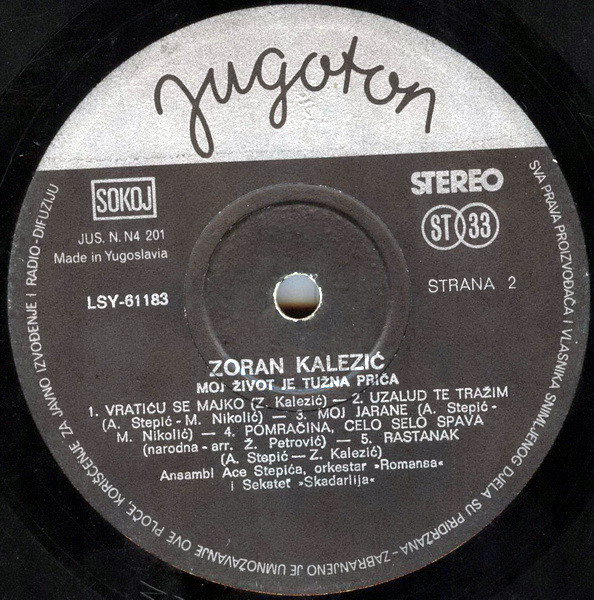 jugoton
SOKOJ
JUS. N. N4 201
Made in Yugoslavia
LSY-61183
STEREO
ST 33
STRANA 2
ZORAN KALEZIĆ
MOJ ŽIVOT JE TUŽNA PRIČA
1. VRATIĆU SE MAJKO (Z. Kalezić) — 2. UZALUD TE TRAŽIM
(A. Stepić - M. Nikolić) — 3. MOJ JARANE (A. Stepić -
M. Nikolić) — 4. POMRAČINA, CELO SELO SPAVA
(narodna - arr. Ž. Petrović) — 5. RASTANAK
(A. Stepić — Z. Kalezić)
Ansambl Ace Stepića, orkestar »Romansa«
i Sekstet »Skadarlija«
SVA PRAVA PROIZVOĐAČA I VLASNIKA SNIMLJENOG DJELA SU PRIDRŽANA - ZABRANJENO JE UMNOŽAVANJE OVE PLOČE, KORIŠĆENJE ZA JAVNO IZVOĐENJE I RADIO - DIFUZIJU